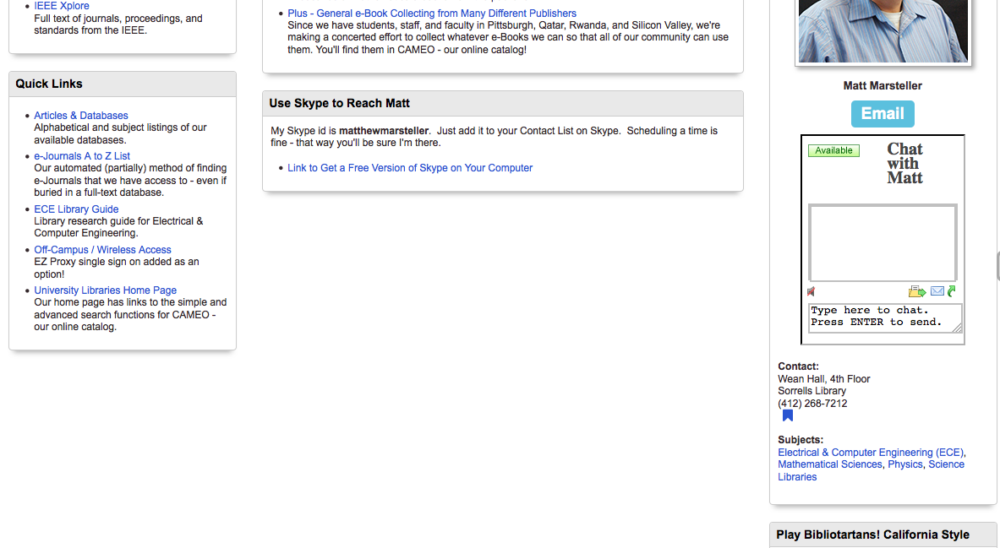 IEEE Xplore
Full text of journals, proceedings, and
standards from the IEEE.
Quick Links
Articles & Databases
Alphabetical and subject listings of our
available databases.
e-Journals A to Z List
Our automated (partially) method of finding
e-Journals that we have access to - even if
buried in a full-text database.
ECE Library Guide
Library research guide for Electrical &
Computer Engineering.
Off-Campus / Wireless Access
EZ Proxy single sign on added as an
option!
University Libraries Home Page
Our home page has links to the simple and
advanced search functions for CAMEO -
our online catalog.
Plus - General e-Book Collecting from Many Different Publishers
Since we have students, staff, and faculty in Pittsburgh, Qatar, Rwanda, and Silicon Valley, we're
making a concerted effort to collect whatever e-Books we can so that all of our community can use
them. You'll find them in CAMEO - our online catalog!
Use Skype to Reach Matt
My Skype id is matthewmarsteller.  Just add it to your Contact List on Skype.  Scheduling a time is
fine - that way you'll be sure I'm there.
Link to Get a Free Version of Skype on Your Computer
Matt Marsteller
Email
Available
Chat
with
Matt
Type here to chat.
Press ENTER to send.
Contact:
Wean Hall, 4th Floor
Sorrells Library
(412) 268-7212
Subjects:
Electrical & Computer Engineering (ECE),
Mathematical Sciences, Physics, Science
Libraries
Play Bibliotartans! California Style